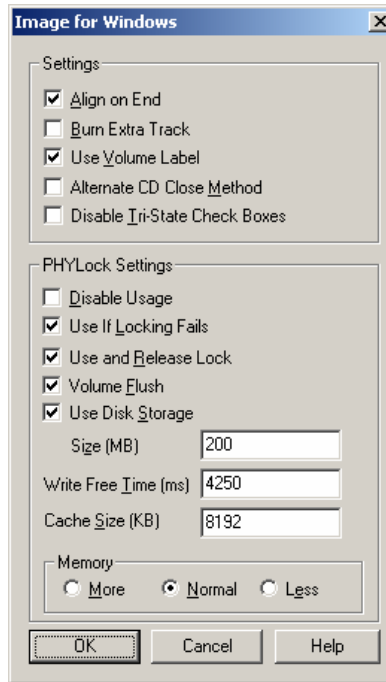 Image for Windows
Settings
Align on End
Burn Extra Track
Use Volume Label
Alternate CD Close Method
Disable Tri-State Check Boxes
PHYLock Settings
Disable Usage
Use If Locking Fails
Use and Release Lock
Volume Flush
Use Disk Storage
Size (MB) 200
Write Free Time (ms) 4250
Cache Size (KB) 8192
Memory
More Normal Less
OK Cancel Help